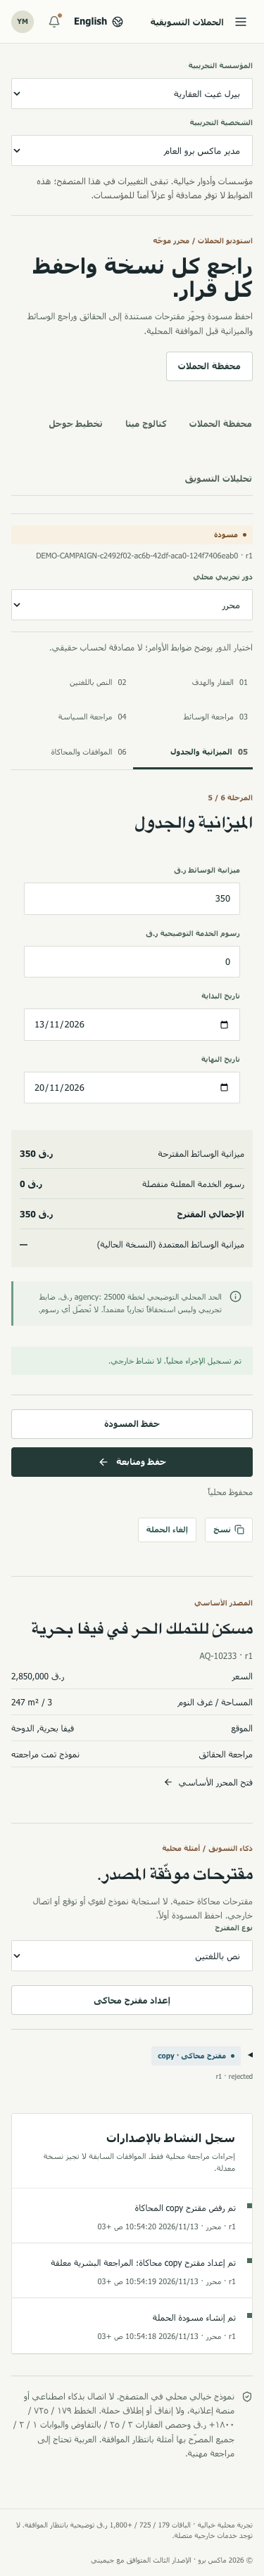 الحملات التسويقية
English
YM
المؤسسة التجريبية
بيرل غيت العقارية
الشخصية التجريبية
مدير ماكس برو العام
مؤسسات وأدوار خيالية. تبقى التغييرات في هذا المتصفح؛ هذه
الضوابط لا توفر مصادقة أو عزلاً آمناً للمؤسسات.
استوديو الحملات / محرر موجّه
راجع كل نسخة واحفظ
كل قرار.
احفظ مسودة وجهّز مقترحات مستندة إلى الحقائق وراجع الوسائط
والميزانية قبل الموافقة المحلية.
محفظة الحملات
محفظة الحملات
كتالوج ميتا
تخطيط جوجل
تحليلات التسويق
مسودة
DEMO-CAMPAIGN-c2492f02-ac6b-42df-aca0-124f7406eab0 · r1
دور تجريبي محلي
محرر
اختيار الدور يوضح ضوابط الأوامر؛ لا مصادقة لحساب حقيقي.
01 العقار والهدف
02 النص باللغتين
03 مراجعة الوسائط
04 مراجعة السياسة
05 الميزانية والجدول
06 الموافقات والمحاكاة
المرحلة 6 / 5
الميزانية والجدول
ميزانية الوسائط ر.ق
350
رسوم الخدمة التوضيحية ر.ق
0
تاريخ البداية
13/11/2026
تاريخ النهاية
20/11/2026
ميزانية الوسائط المقترحة
ر.ق 350
رسوم الخدمة المعلنة منفصلة
ر.ق 0
الإجمالي المقترح
ر.ق 350
ميزانية الوسائط المعتمدة (النسخة الحالية)
—
الحد المحلي التوضيحي لخطة agency: 25000 ر.ق. ضابط
تجريبي وليس استحقاقاً تجارياً معتمداً. لا تُحصّل أي رسوم.
تم تسجيل الإجراء محلياً. لا نشاط خارجي.
حفظ المسودة
حفظ ومتابعة
محفوظ محلياً
نسخ
إلغاء الحملة
المصدر الأساسي
مسكن للتملك الحر في فيفا بحرية
AQ-10233 · r1
السعر
ر.ق 2,850,000
المساحة / غرف النوم
247 m² / 3
الموقع
فيفا بحرية, الدوحة
مراجعة الحقائق
نموذج تمت مراجعته
فتح المحرر الأساسي
ذكاء التسويق / أمثلة محلية
مقترحات موثّقة المصدر.
مقترحات محاكاة حتمية. لا استجابة نموذج لغوي أو توقع أو اتصال
خارجي. احفظ المسودة أولاً.
نوع المقترح
نص باللغتين
إعداد مقترح محاكى
مقترح محاكى · copy
r1 · rejected
سجل النشاط بالإصدارات
إجراءات مراجعة محلية فقط. الموافقات السابقة لا تجيز نسخة
معدلة.
تم رفض مقترح copy المحاكاة
r1 · محرر · 2026/11/13 10:54:20 ص +03
تم إعداد مقترح copy محاكاة؛ المراجعة البشرية معلقة
r1 · محرر · 2026/11/13 10:54:19 ص +03
تم إنشاء مسودة الحملة
r1 · محرر · 2026/11/13 10:54:18 ص +03
نموذج خيالي محلي في المتصفح. لا اتصال بذكاء اصطناعي أو
منصة إعلانية، ولا إنفاق أو إطلاق حملة. الخطط ١٧٩ / ٧٢٥ /
١٨٠٠+ ر.ق وحصص العقارات ٢ / ٢٥ / بالتفاوض والبوابات ١ / ٢ /
جميع المصرّح بها أمثلة بانتظار الموافقة. العربية تحتاج إلى
مراجعة مهنية.
تجربة محلية خيالية · الباقات 179 / 725 / +1,800 ر.ق توضيحية بانتظار الموافقة. لا
توجد خدمات خارجية متصلة.
© 2026 ماكس برو · الإصدار الثالث المتوافق مع جيميني